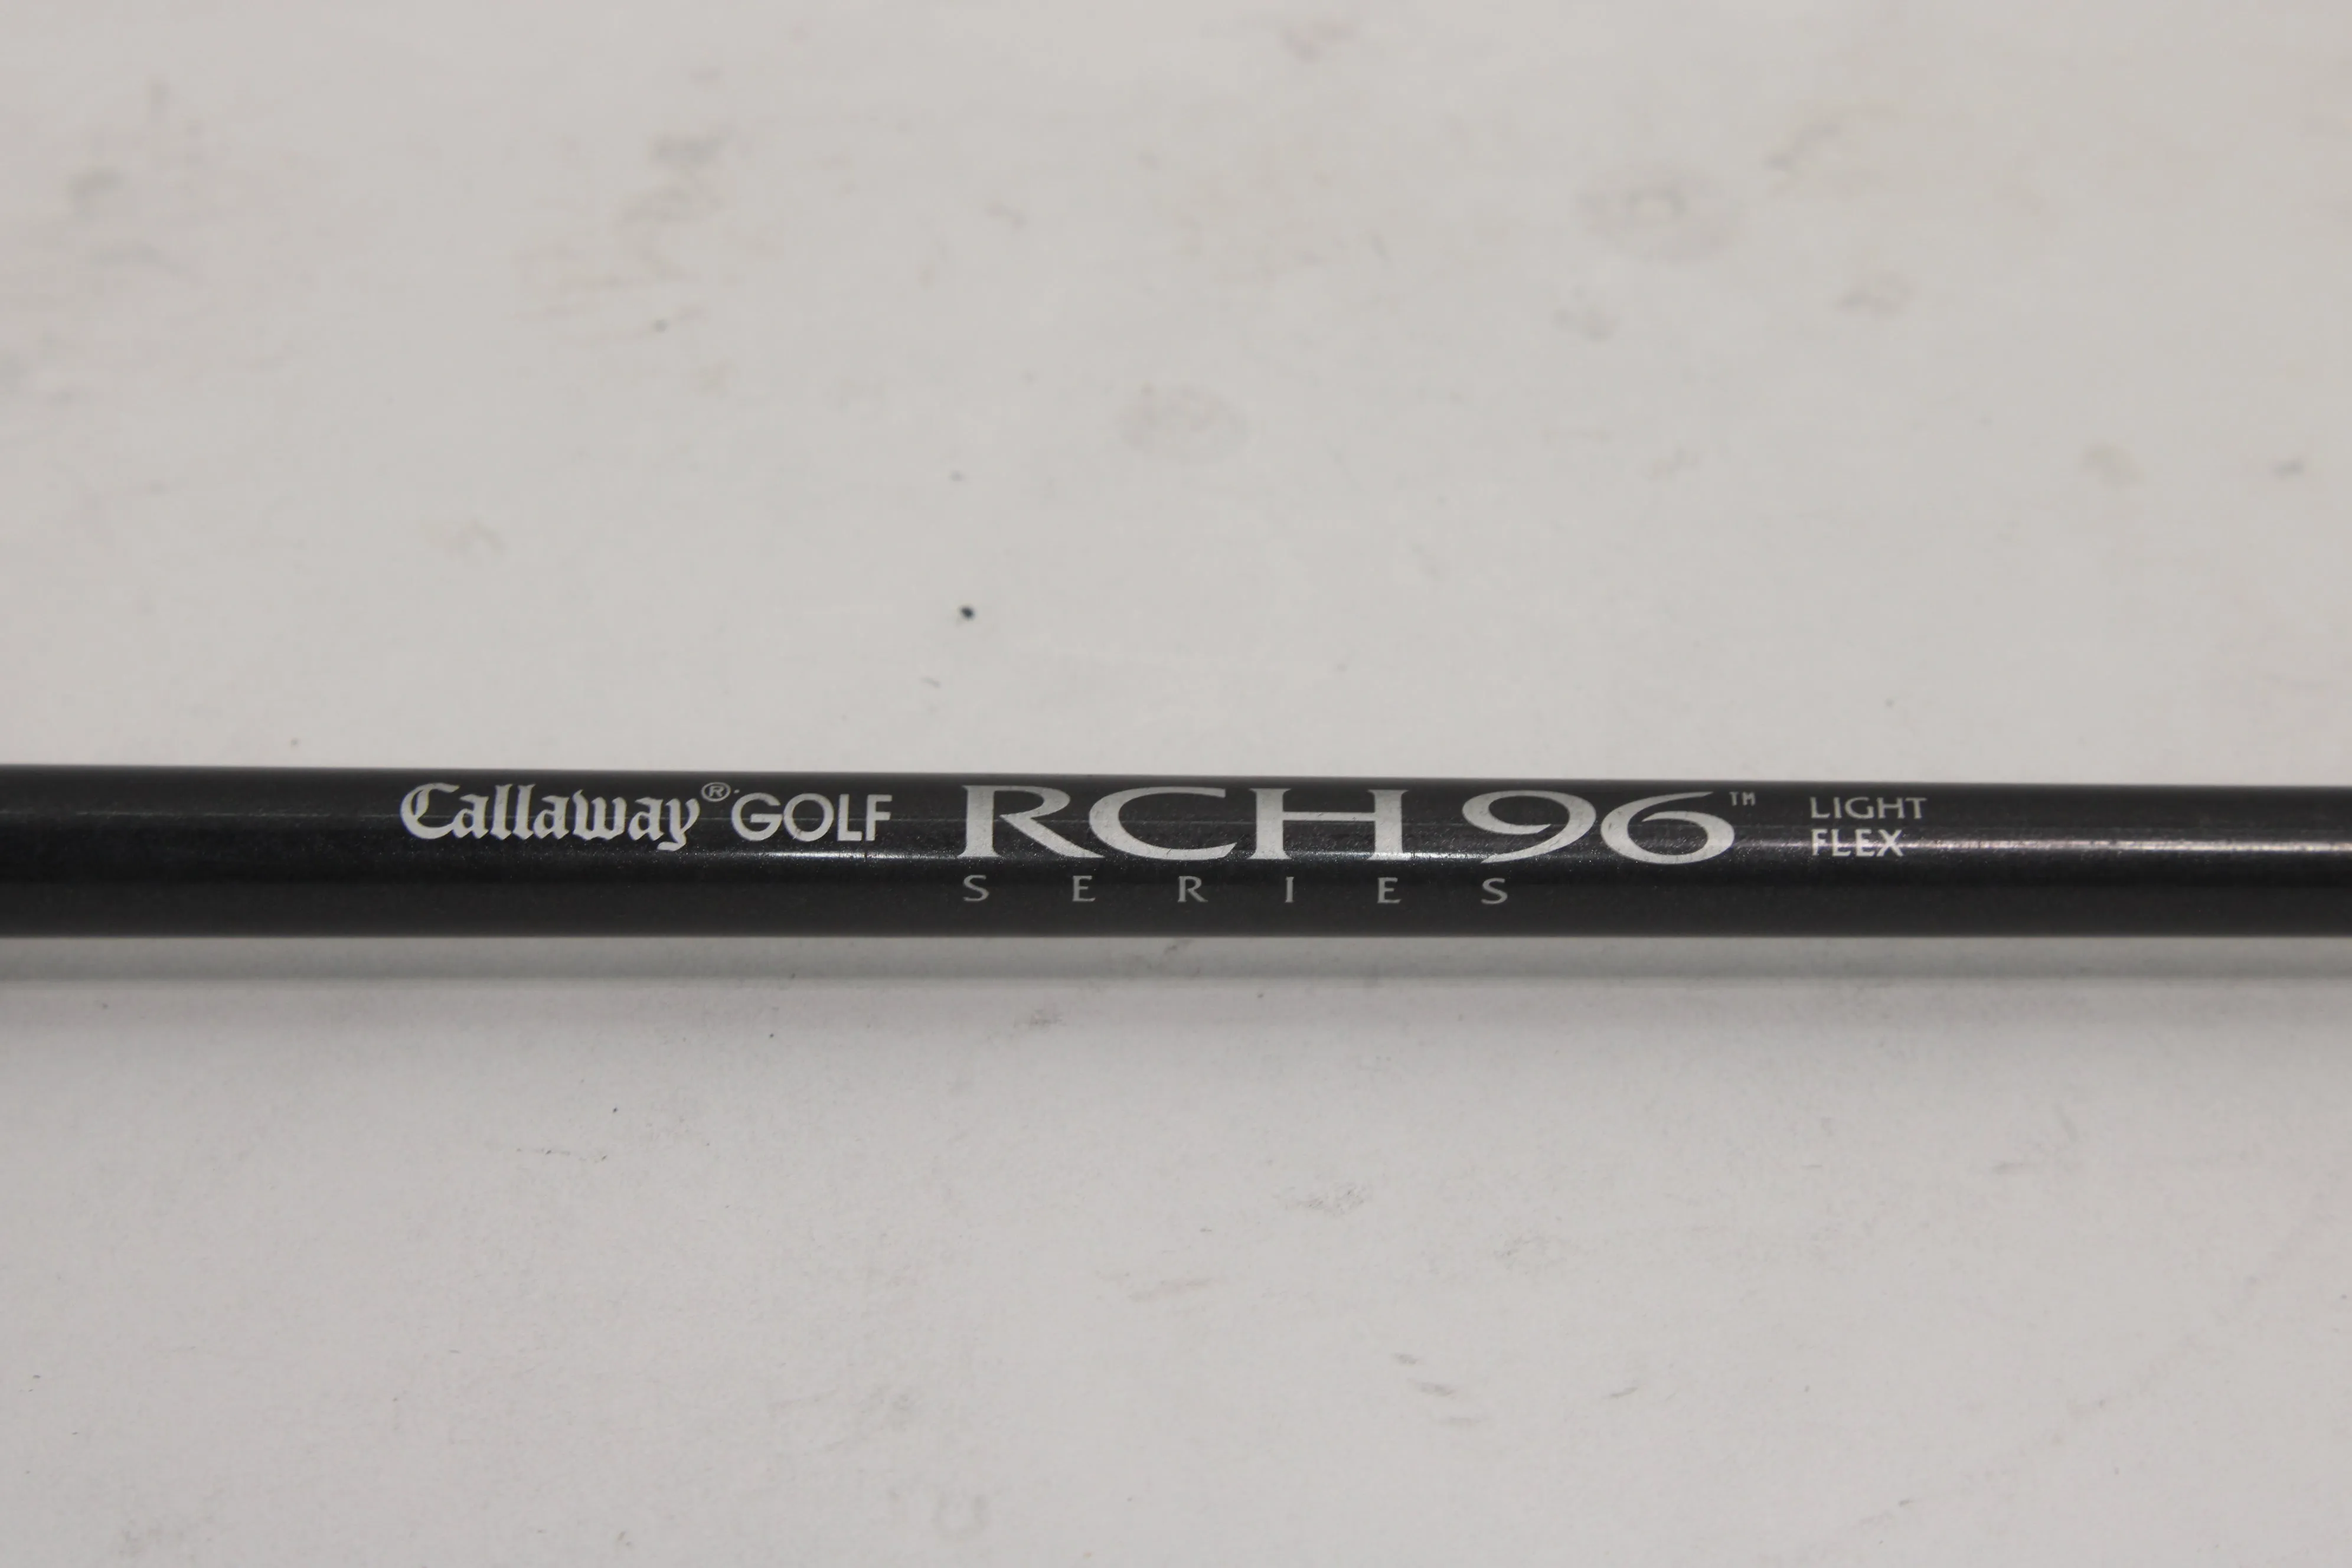 Callaway® GOLF RCH 96™ LIGHT
FLEX
SERIES